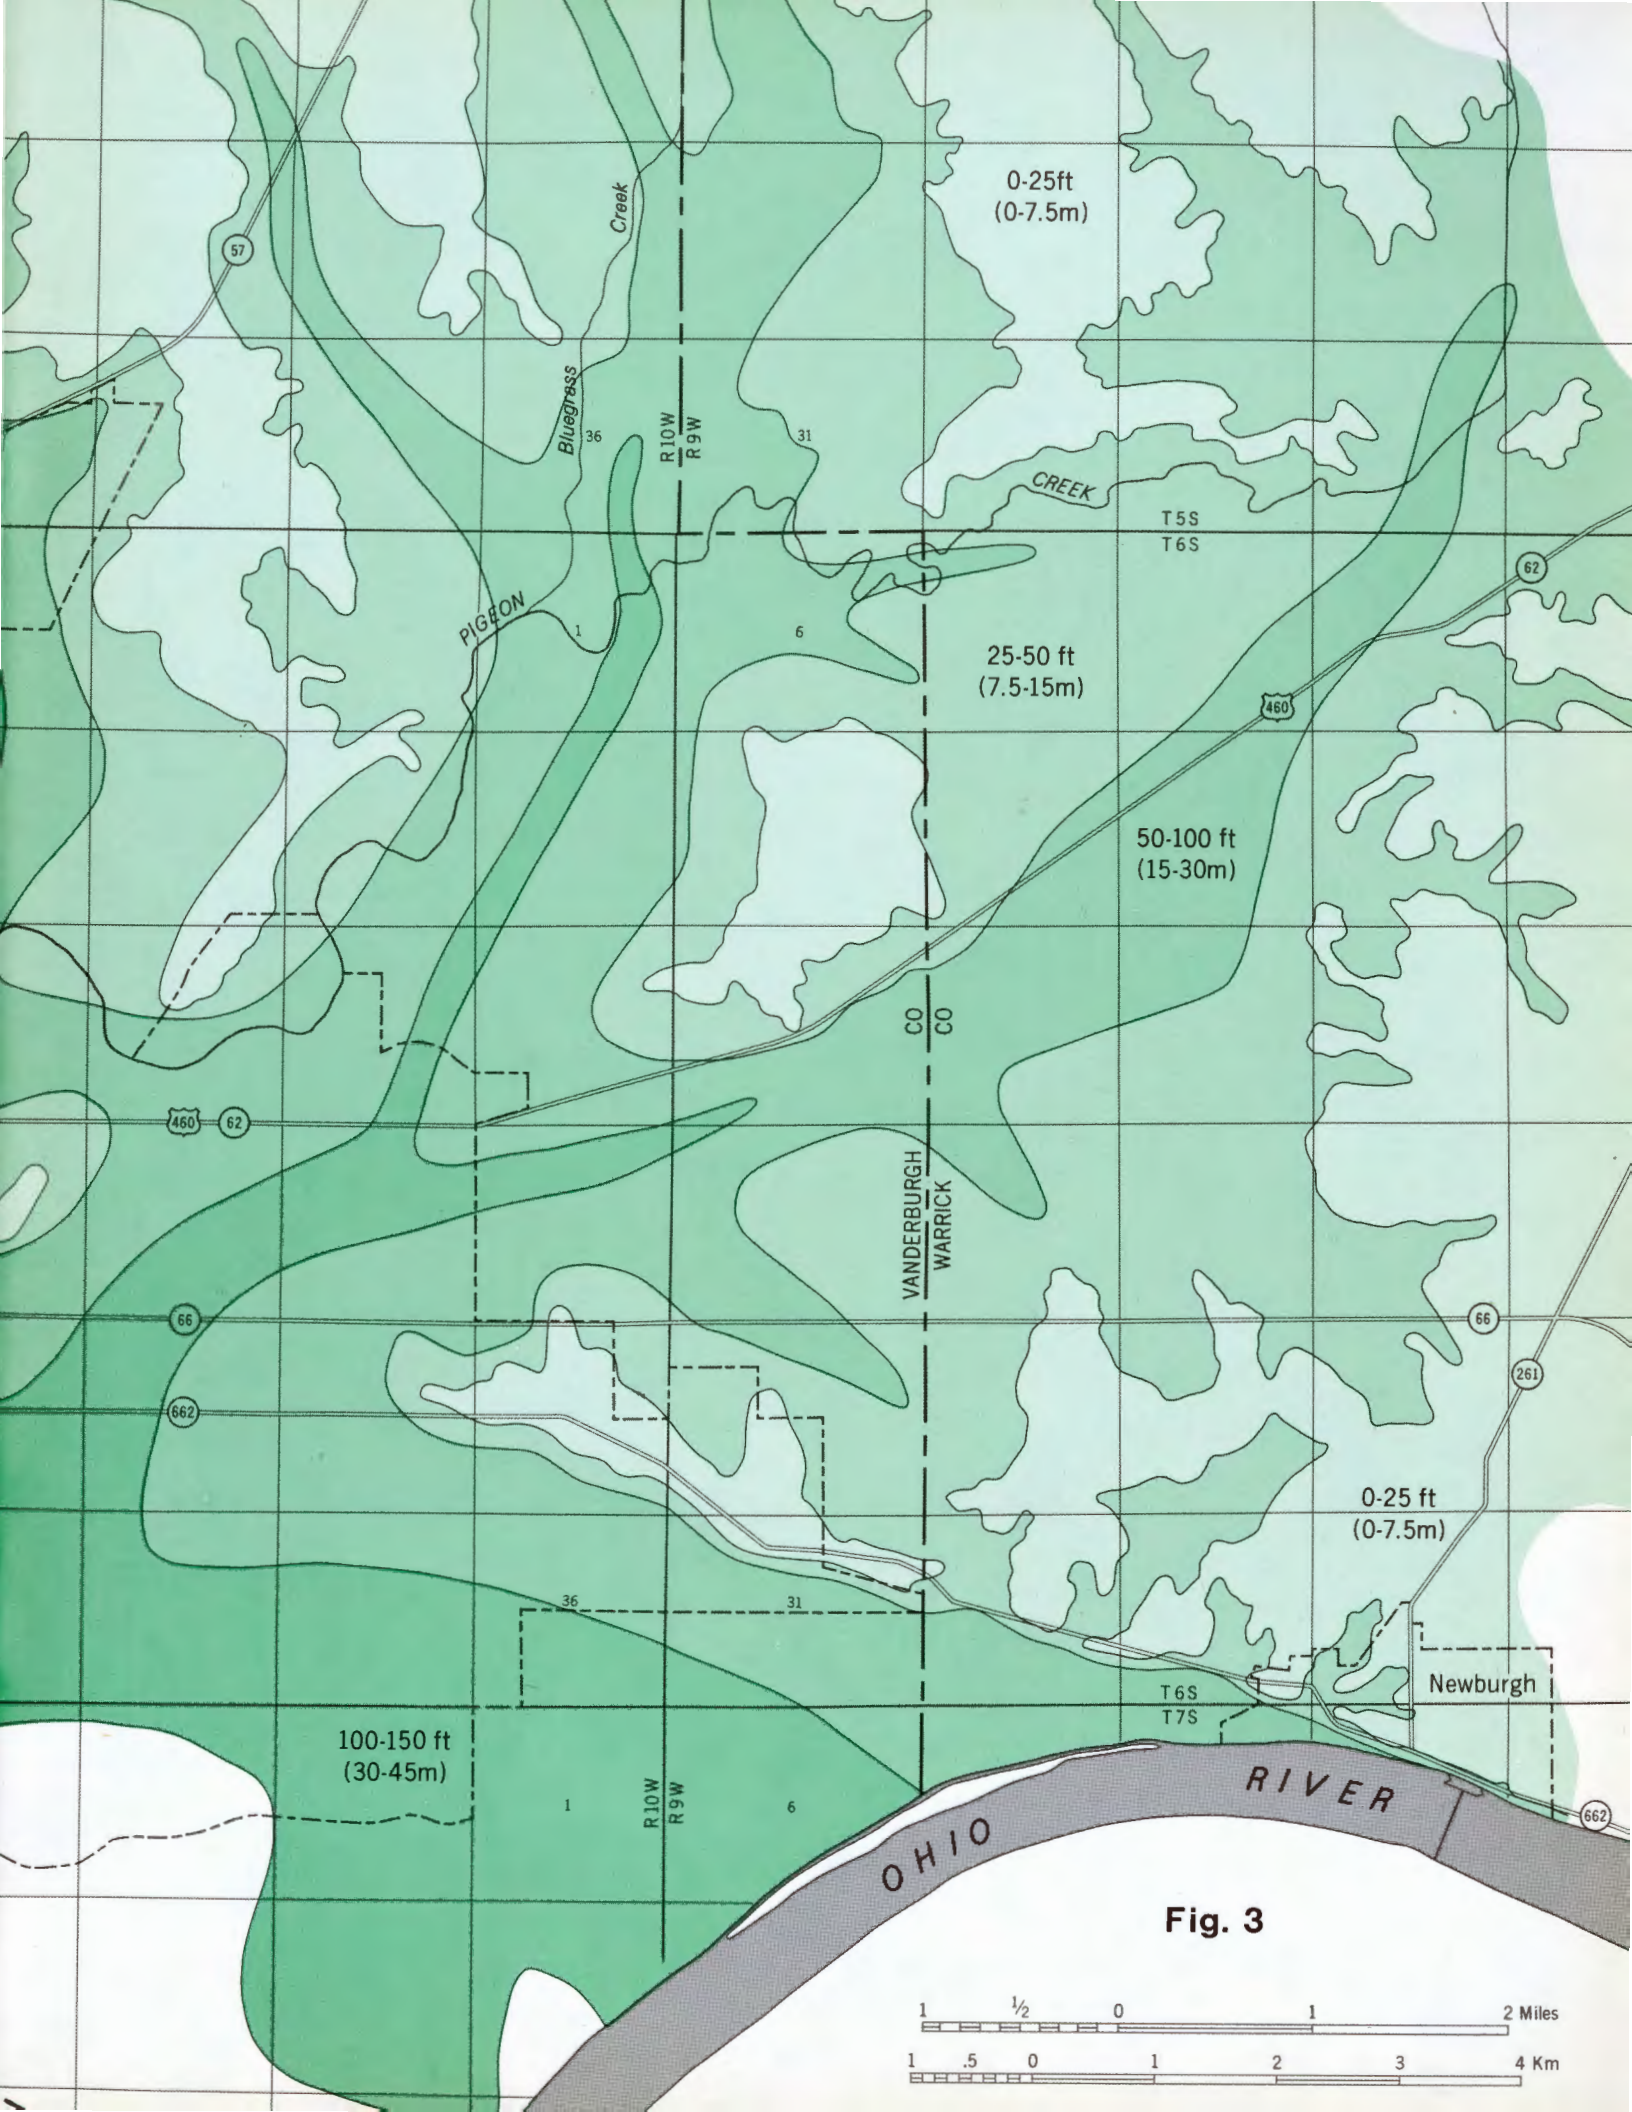 0-25ft
(0-7.5m)
Creek
57
Bluegrass
36
R10W
R9W
31
CREEK
T5S
T6S
62
PIGEON
1
6
25-50 ft
(7.5-15m)
460
50-100 ft
(15-30m)
CO
CO
460
62
VANDERBURGH
WARRICK
66
66
261
662
0-25 ft
(0-7.5m)
36
31
T6S
T7S
Newburgh
100-150 ft
(30-45m)
1
R10W
R9W
6
OHIO
RIVER
662
Fig. 3
1 ½ 0 1 2 Miles
1 .5 0 1 2 3 4 Km